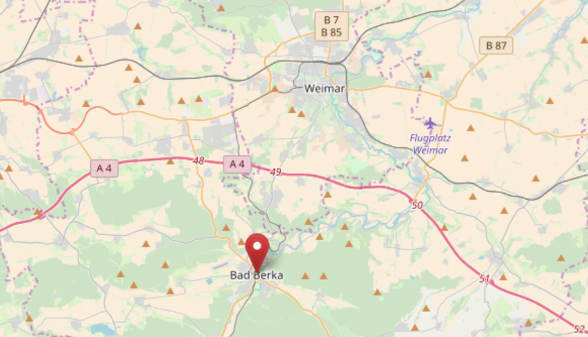 B 7
B 85
B 87
Weimar
Flugplatz
Weimar
A 4
48
A 4
49
50
Bad Berka
51
52